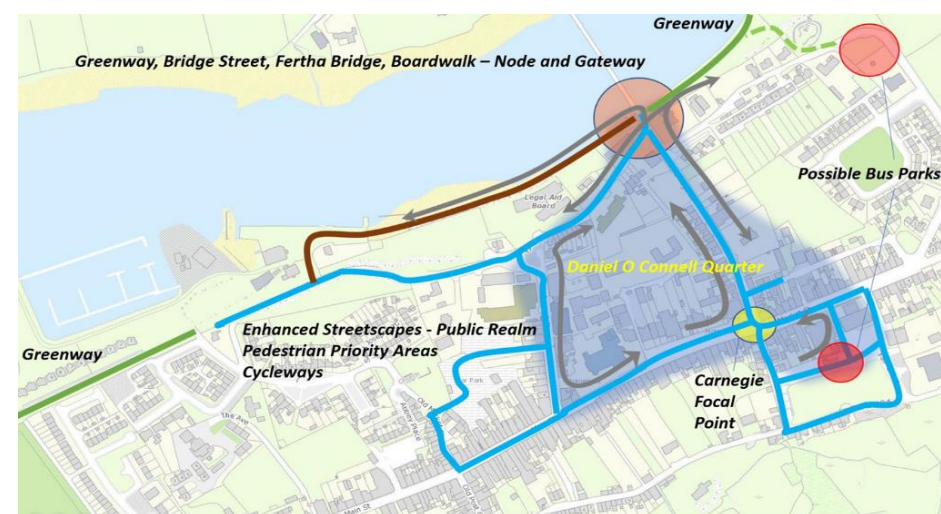 Greenway
Greenway, Bridge Street, Fertha Bridge, Boardwalk – Node and Gateway
Possible Bus Parks
Legal Aid
Board
Daniel O Connell Quarter
Enhanced Streetscapes - Public Realm
Pedestrian Priority Areas
Cycleways
Greenway
Carnegie
Focal
Point
Park
The Ave
Main St